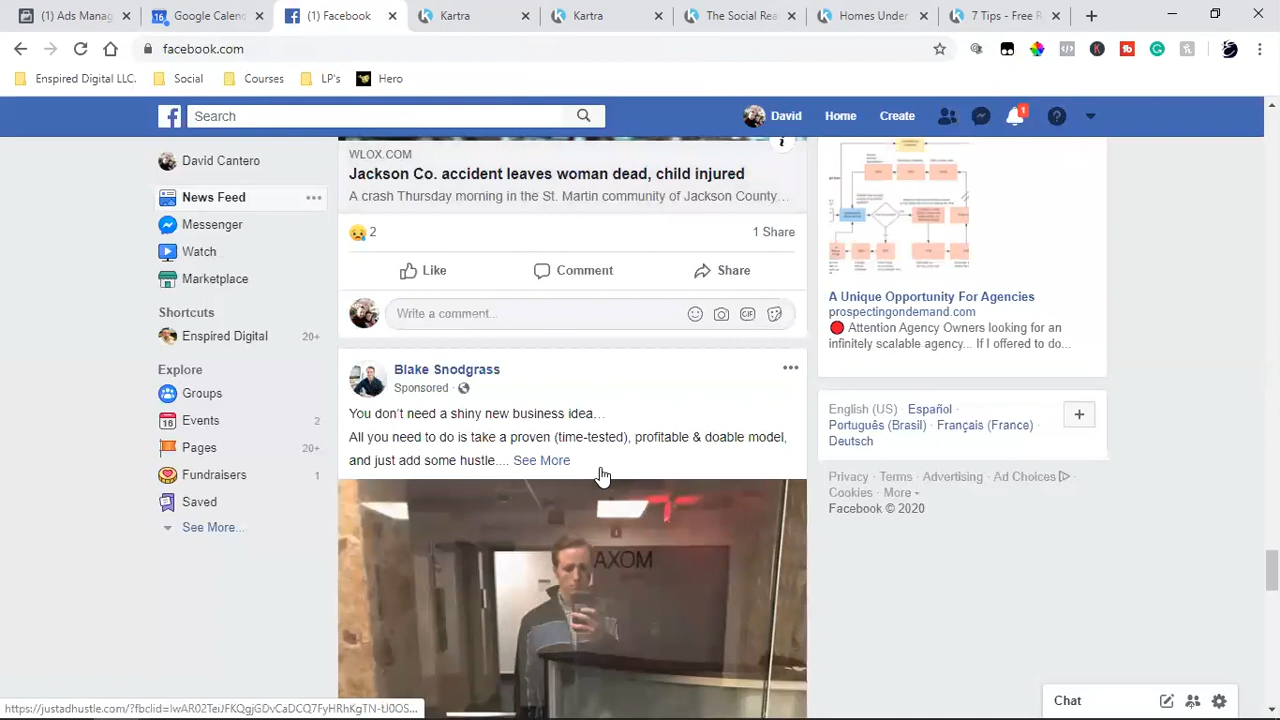 (1) Ads Manag
Google Calend
(1) Facebook
Kartra
Kartra
The Social Rea
Homes Under
7 Tips - Free R
facebook.com
Enspired Digital LLC.
Social
Courses
LP's
Hero
Search
David
Home
Create
1
David Cantero
News Feed
Messenger
Watch
Marketplace
Shortcuts
Enspired Digital 20+
Explore
Groups
Events 2
Pages 20+
Fundraisers 1
Saved
See More...
WLOX.COM
Jackson Co. accident leaves woman dead, child injured
A crash Thursday morning in the St. Martin community of Jackson County...
2
1 Share
Like
Comment
Share
Write a comment...
GIF
Blake Snodgrass
Sponsored ·
You don't need a shiny new business idea…
All you need to do is take a proven (time-tested), profitable & doable model,
and just add some hustle.... See More
MOXA
A Unique Opportunity For Agencies
prospectingondemand.com
Attention Agency Owners looking for an
infinitely scalable agency... If I offered to do...
English (US) · Español ·
Português (Brasil) · Français (France) ·
Deutsch
Privacy · Terms · Advertising · Ad Choices ·
Cookies · More
Facebook © 2020
Chat